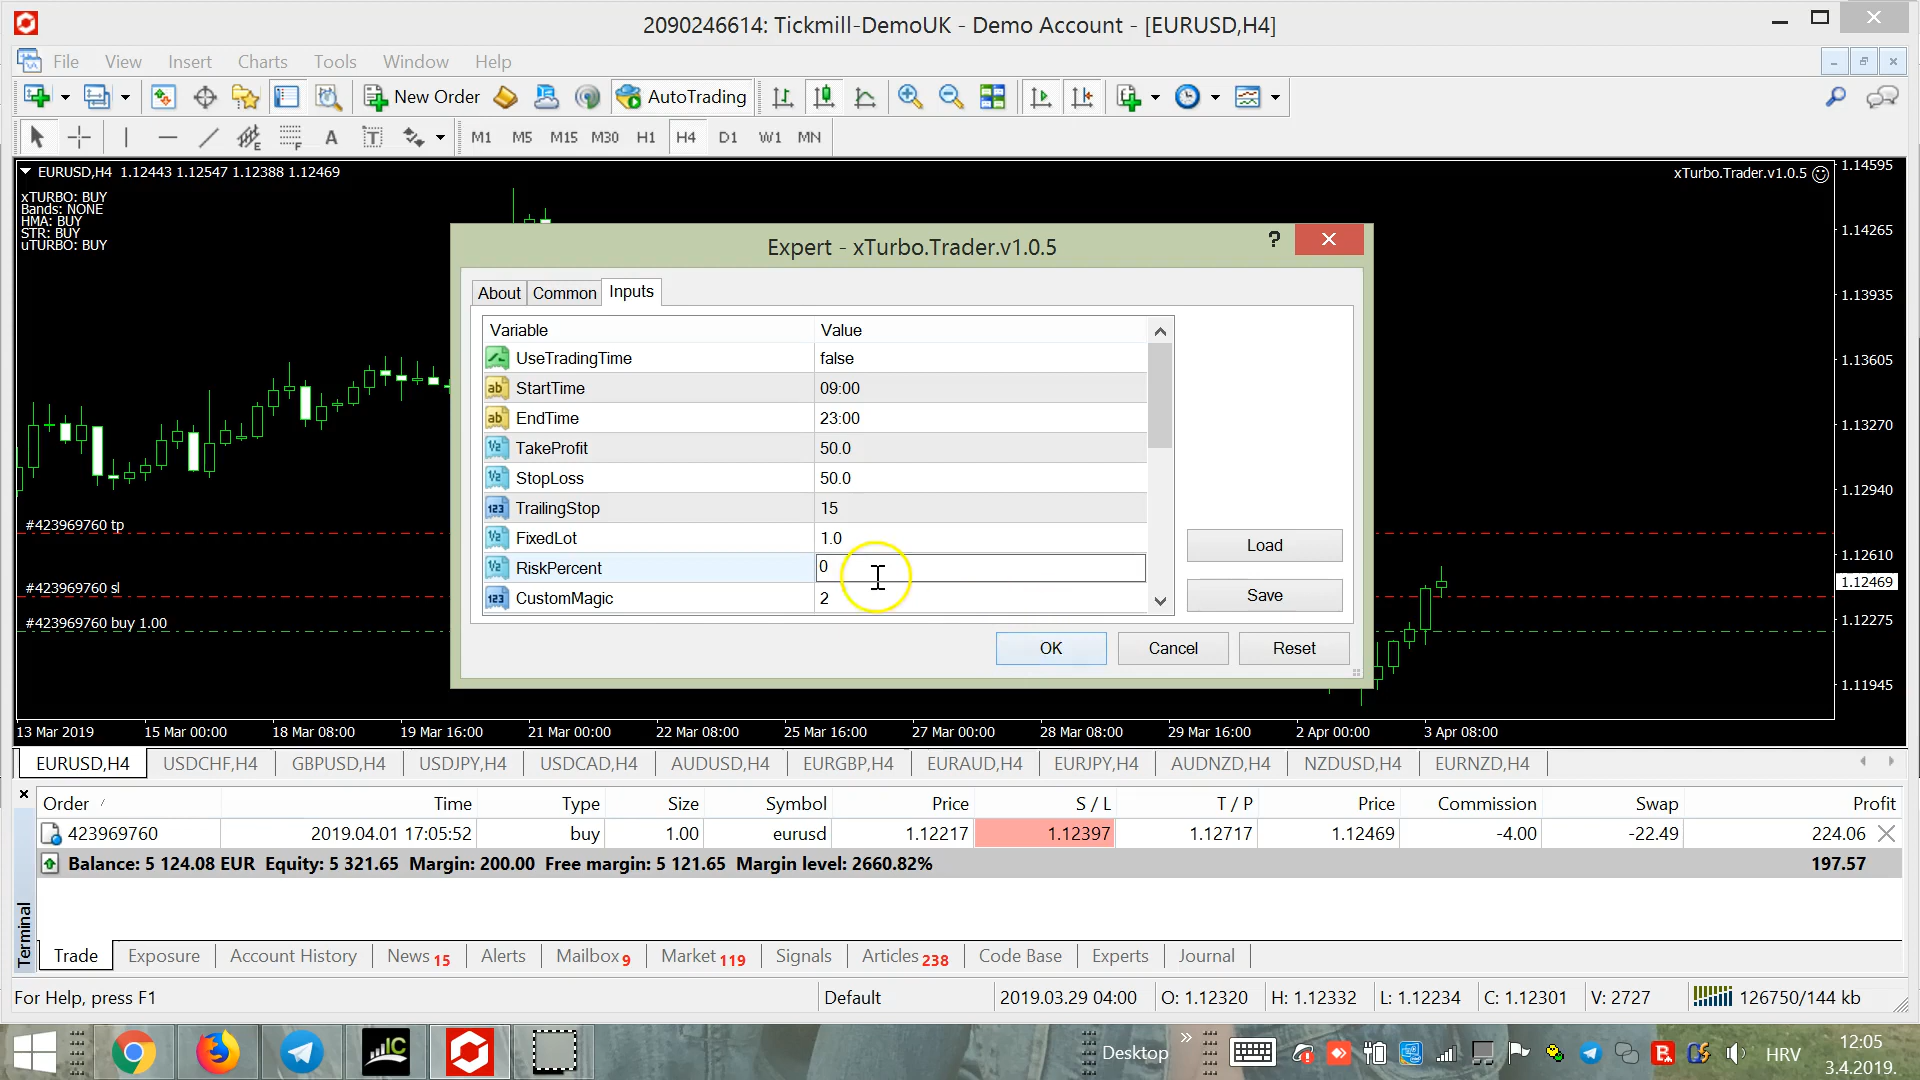 2090246614: Tickmill-DemoUK - Demo Account - [EURUSD,H4]
File View Insert Charts Tools Window Help
New Order AutoTrading
A T M1 M5 M15 M30 H1 H4 D1 W1 MN
EURUSD,H4 1.12443 1.12547 1.12388 1.12469
xTurbo.Trader.v1.0.5
xTURBO: BUY
Bands: NONE
HMA: BUY
STR: BUY
uTURBO: BUY
1.14595
1.14265
1.13935
1.13605
1.13270
1.12940
1.12610
1.12469
1.12275
1.11945
#423969760 tp
#423969760 sl
#423969760 buy 1.00
Expert - xTurbo.Trader.v1.0.5
?
About Common Inputs
Variable Value
UseTradingTime false
ab StartTime 09:00
ab EndTime 23:00
TakeProfit 50.0
StopLoss 50.0
123 TrailingStop 15
FixedLot 1.0
RiskPercent 0
123 CustomMagic 2
Load
Save
OK Cancel Reset
13 Mar 2019 15 Mar 00:00 18 Mar 08:00 19 Mar 16:00 21 Mar 00:00 22 Mar 08:00 25 Mar 16:00 27 Mar 00:00 28 Mar 08:00 29 Mar 16:00 2 Apr 00:00 3 Apr 08:00
EURUSD,H4 USDCHF,H4 GBPUSD,H4 USDJPY,H4 USDCAD,H4 AUDUSD,H4 EURGBP,H4 EURAUD,H4 EURJPY,H4 AUDNZD,H4 NZDUSD,H4 EURNZD,H4
Order / Time Type Size Symbol Price S / L T / P Price Commission Swap Profit
423969760 2019.04.01 17:05:52 buy 1.00 eurusd 1.12217 1.12397 1.12717 1.12469 -4.00 -22.49 224.06
Balance: 5 124.08 EUR Equity: 5 321.65 Margin: 200.00 Free margin: 5 121.65 Margin level: 2660.82% 197.57
Terminal
Trade Exposure Account History News 15 Alerts Mailbox 9 Market 119 Signals Articles 238 Code Base Experts Journal
For Help, press F1 Default 2019.03.29 04:00 O: 1.12320 H: 1.12332 L: 1.12234 C: 1.12301 V: 2727 126750/144 kb
IC Desktop HRV 12:05
3.4.2019.